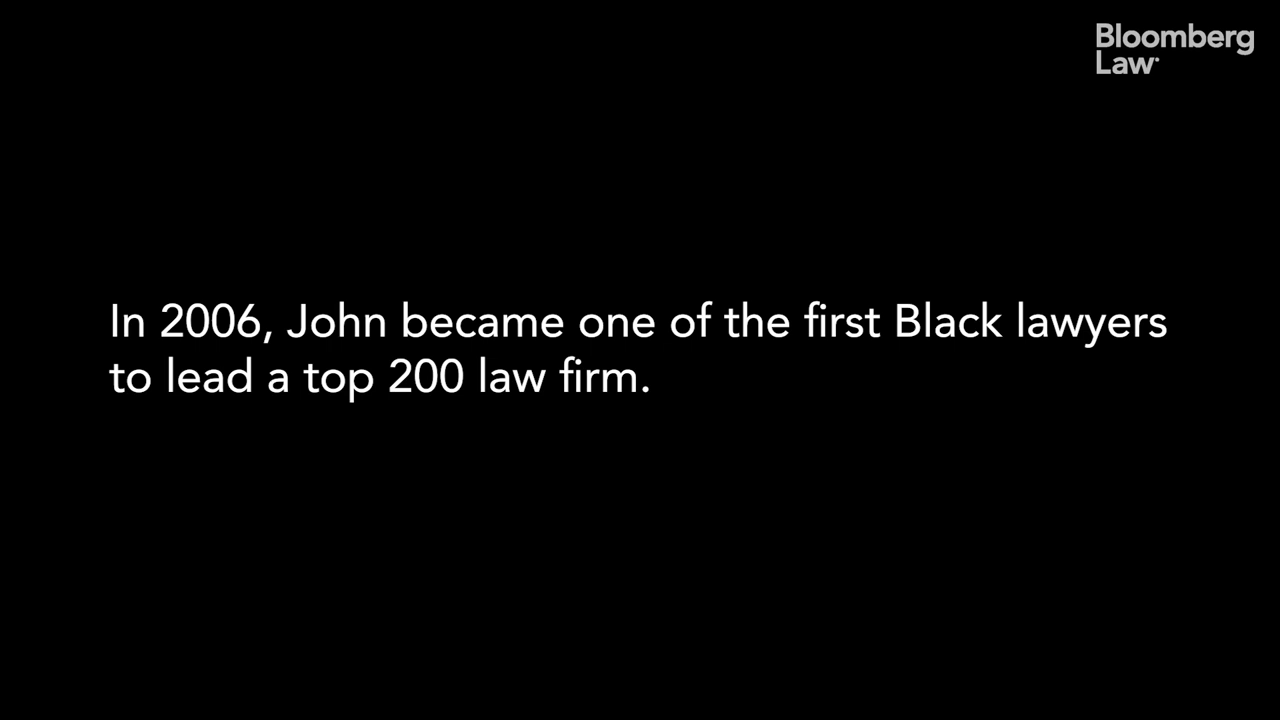 Bloomberg
Law
In 2006, John became one of the first Black lawyers
to lead a top 200 law firm.